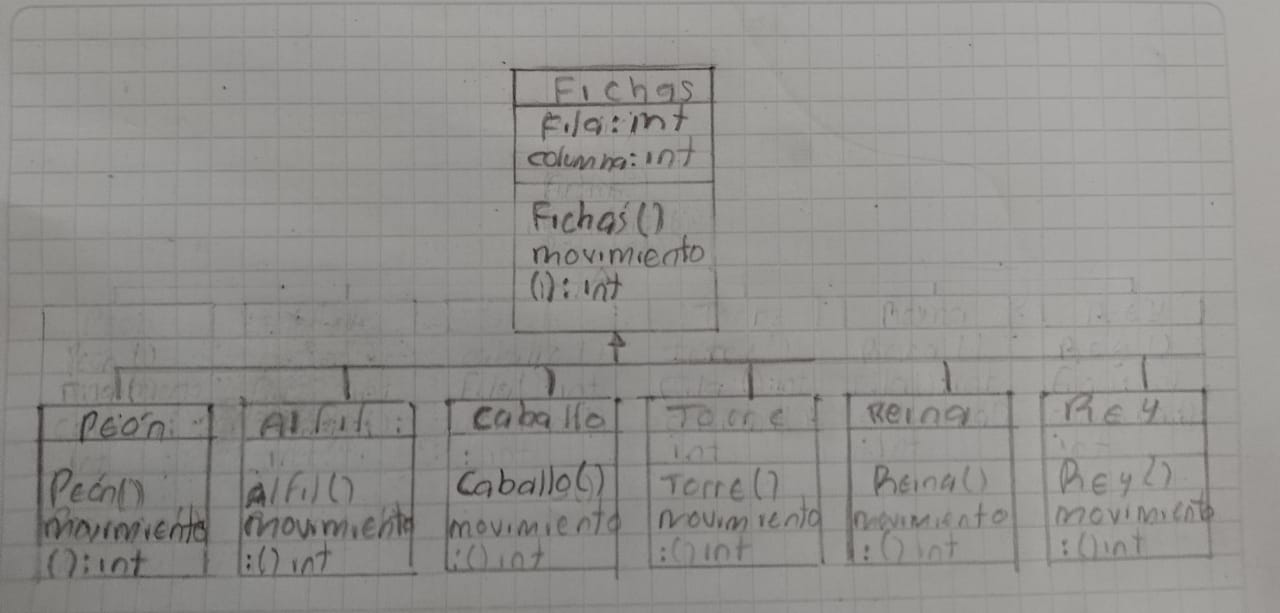 Fichas
Fila: int
columna: int
Fichas()
movimiento
(): int
Peón
Peón()
movimiento
(): int
Alfil:
Alfil()
movimiento
:() int
Caballo
:
Caballo()
movimiento
:() int
Torre
int
Torre()
movimiento
:() int
Reina
Reina()
movimiento
:() int
Rey
Rey()
movimiento
:() int